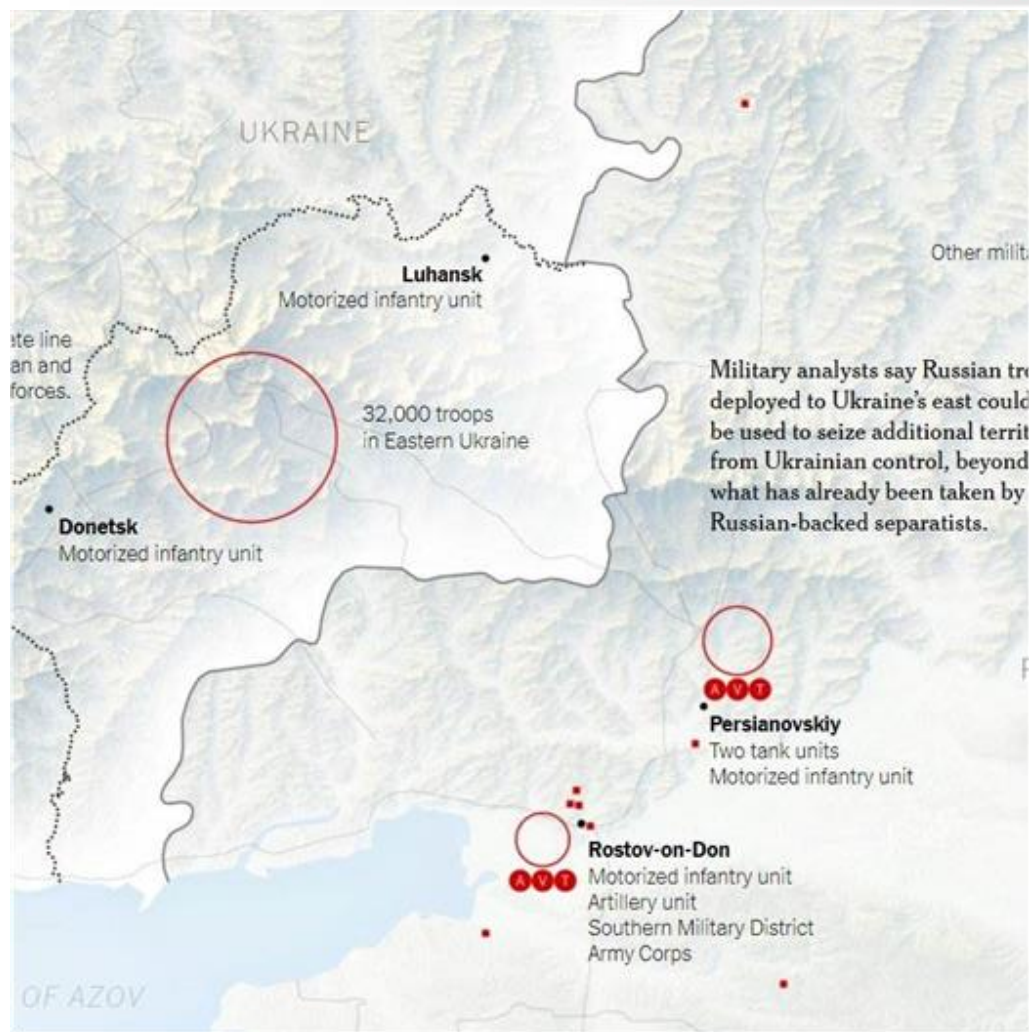 UKRAINE
Other milita
Luhansk
Motorized infantry unit
ate line
an and
forces.
Military analysts say Russian tro
deployed to Ukraine's east could
be used to seize additional territ
from Ukrainian control, beyond
what has already been taken by
Russian-backed separatists.
32,000 troops
in Eastern Ukraine
Donetsk
Motorized infantry unit
R
A V T
Persianovskiy
Two tank units
Motorized infantry unit
A V T
Rostov-on-Don
Motorized infantry unit
Artillery unit
Southern Military District
Army Corps
OF AZOV